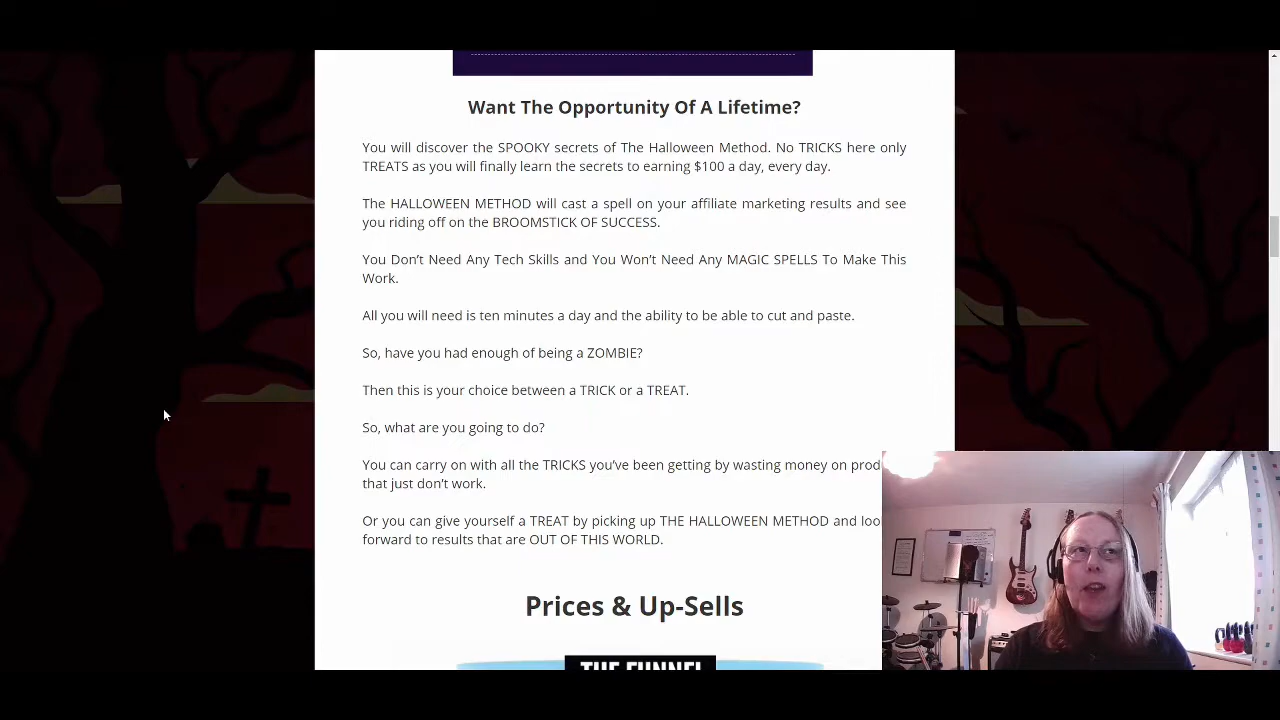 Want The Opportunity Of A Lifetime?
You will discover the SPOOKY secrets of The Halloween Method. No TRICKS here only
TREATS as you will finally learn the secrets to earning $100 a day, every day.
The HALLOWEEN METHOD will cast a spell on your affiliate marketing results and see
you riding off on the BROOMSTICK OF SUCCESS.
You Don’t Need Any Tech Skills and You Won’t Need Any MAGIC SPELLS To Make This
Work.
All you will need is ten minutes a day and the ability to be able to cut and paste.
So, have you had enough of being a ZOMBIE?
Then this is your choice between a TRICK or a TREAT.
So, what are you going to do?
You can carry on with all the TRICKS you’ve been getting by wasting money on prod
that just don’t work.
Or you can give yourself a TREAT by picking up THE HALLOWEEN METHOD and loo
forward to results that are OUT OF THIS WORLD.
Prices & Up-Sells
THE FUNNEL